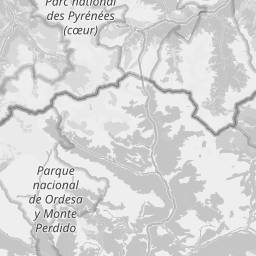 Parc national
des Pyrénées
(cœur)
Parque
nacional
de Ordesa
y Monte
Perdido